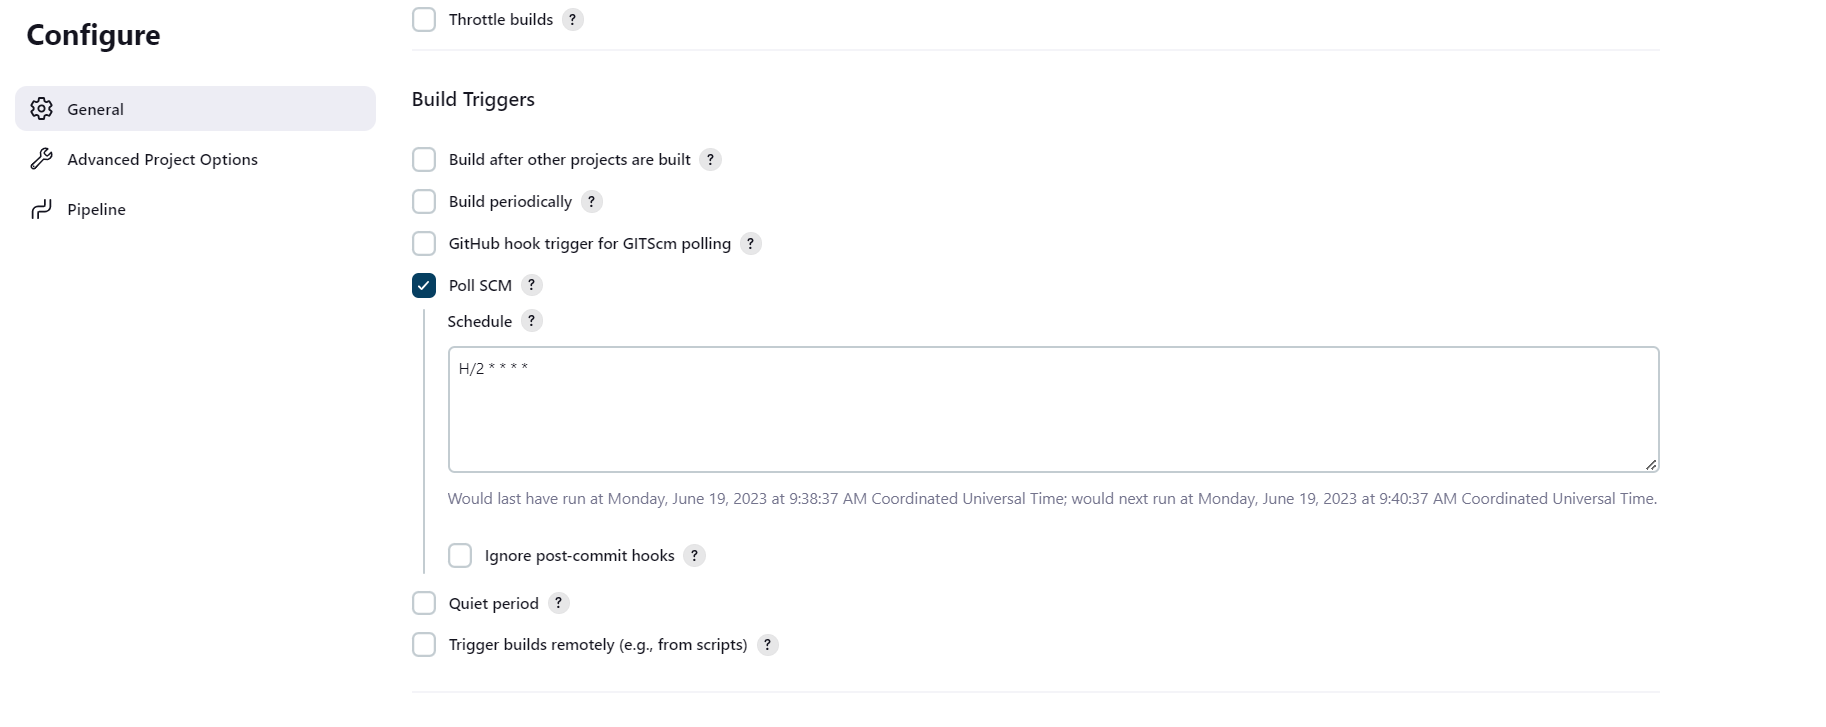 Configure
General
Advanced Project Options
Pipeline
Throttle builds ?
Build Triggers
Build after other projects are built ?
Build periodically ?
GitHub hook trigger for GITScm polling ?
Poll SCM ?
Schedule ?
H/2 * * * *
Would last have run at Monday, June 19, 2023 at 9:38:37 AM Coordinated Universal Time; would next run at Monday, June 19, 2023 at 9:40:37 AM Coordinated Universal Time.
Ignore post-commit hooks ?
Quiet period ?
Trigger builds remotely (e.g., from scripts) ?